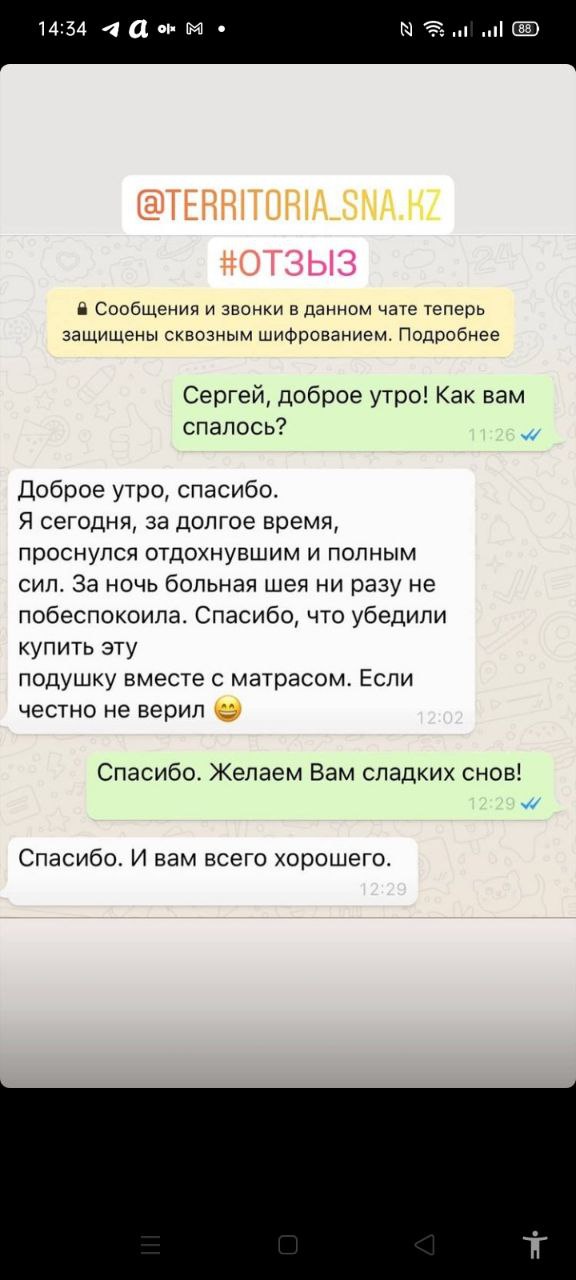 14:34
88
@TERRITORIA_SNA.KZ
#ОТЗЫЗ
Сообщения и звонки в данном чате теперь
защищены сквозным шифрованием. Подробнее
Сергей, доброе утро! Как вам
спалось?
11:26
Доброе утро, спасибо.
Я сегодня, за долгое время,
проснулся отдохнувшим и полным
сил. За ночь больная шея ни разу не
побеспокоила. Спасибо, что убедили
купить эту
подушку вместе с матрасом. Если
честно не верил 😄
12:02
Спасибо. Желаем Вам сладких снов!
12:29
Спасибо. И вам всего хорошего.
12:29